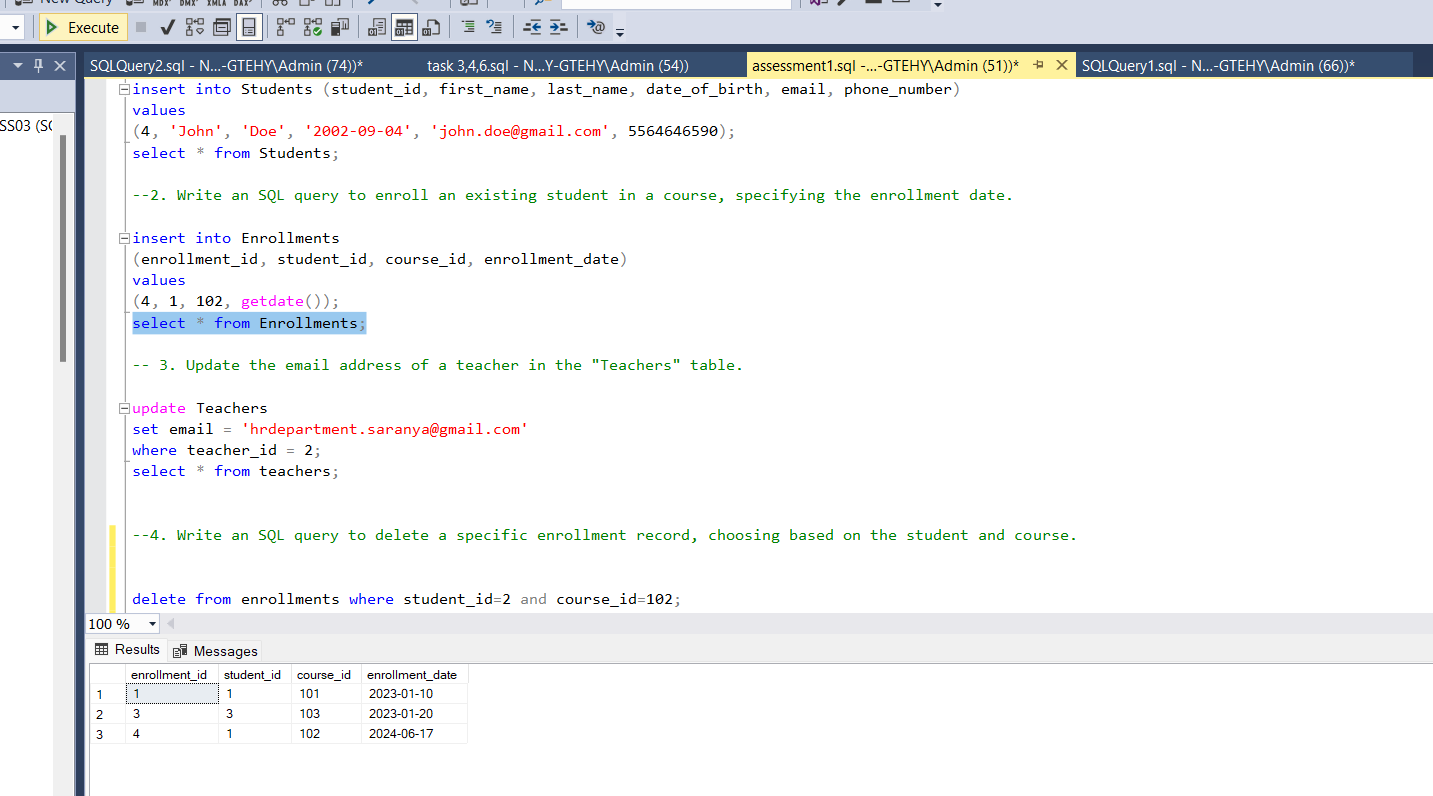 New Query MDX DMX XMLA DAX
Execute
SQLQuery2.sql - N...-GTEHY\Admin (74))* task 3,4,6.sql - N...Y-GTEHY\Admin (54)) assessment1.sql -...-GTEHY\Admin (51))* SQLQuery1.sql - N...-GTEHY\Admin (66))*
insert into Students (student_id, first_name, last_name, date_of_birth, email, phone_number)
values
SS03 (SQ
(4, 'John', 'Doe', '2002-09-04', 'john.doe@gmail.com', 5564646590);
select * from Students;
--2. Write an SQL query to enroll an existing student in a course, specifying the enrollment date.
insert into Enrollments
(enrollment_id, student_id, course_id, enrollment_date)
values
(4, 1, 102, getdate());
select * from Enrollments;
-- 3. Update the email address of a teacher in the "Teachers" table.
update Teachers
set email = 'hrdepartment.saranya@gmail.com'
where teacher_id = 2;
select * from teachers;
--4. Write an SQL query to delete a specific enrollment record, choosing based on the student and course.
delete from enrollments where student_id=2 and course_id=102;
100 %
Results Messages
enrollment_id student_id course_id enrollment_date
1 1 1 101 2023-01-10
2 3 3 103 2023-01-20
3 4 1 102 2024-06-17